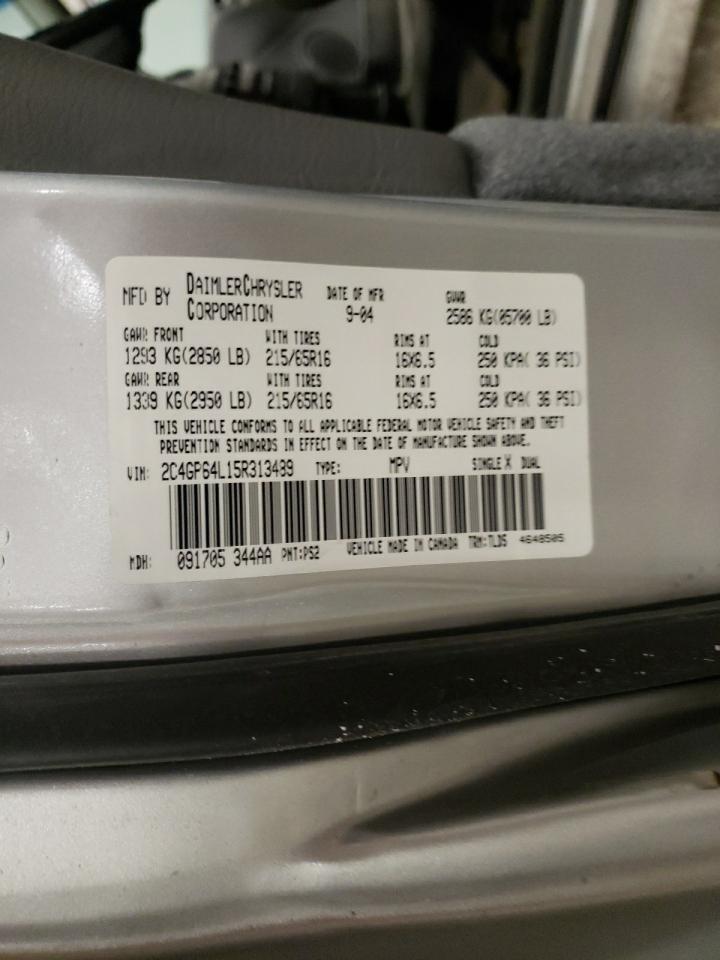 MFD BY DAIMLERCHRYSLER CORPORATION DATE OF MFR 9-04 GVWR 2586 KG(05700 LB)
GAWR FRONT WITH TIRES RIMS AT COLD
1293 KG(2850 LB) 215/65R16 16X6.5 250 KPA( 36 PSI)
GAWR REAR WITH TIRES RIMS AT COLD
1339 KG(2950 LB) 215/65R16 16X6.5 250 KPA( 36 PSI)
THIS VEHICLE CONFORMS TO ALL APPLICABLE FEDERAL MOTOR VEHICLE SAFETY AND THEFT
PREVENTION STANDARDS IN EFFECT ON THE DATE OF MANUFACTURE SHOWN ABOVE.
VIN: 2C4GP64L15R313489 TYPE: MPV SINGLE X DUAL
MDH: 091705 344AA PNT:PS2 VEHICLE MADE IN CANADA TRM:TLD5 4648505